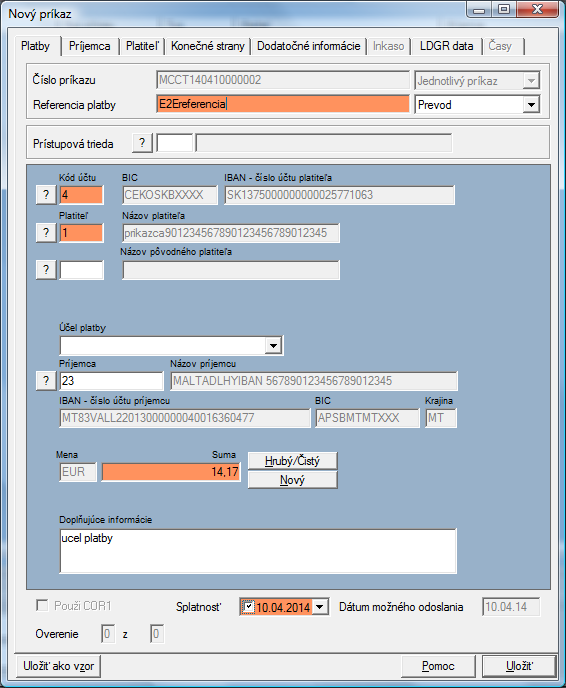 Nový príkaz
Platby Príjemca Platiteľ Konečné strany Dodatočné informácie Inkaso LDGR data Časy
Číslo príkazu MCCT140410000002 Jednotlivý príkaz
Referencia platby E2Ereferencia Prevod
Prístupová trieda ?
Kód účtu BIC IBAN - číslo účtu platiteľa
? 4 CEKOSKBXXXX SK1375000000000025771063
Platiteľ Názov platiteľa
? 1 prikazca901234567890123456789012345
Názov pôvodného platiteľa
?
Účel platby
Príjemca Názov príjemcu
? 23 MALTADLHYIBAN 567890123456789012345
IBAN - číslo účtu príjemcu BIC Krajina
MT83VALL22013000000040016360477 APSBMTMTXXX MT
Mena Suma
EUR 14,17 Hrubý/Čistý
Nový
Doplňujúce informácie
ucel platby
Použi COR1 Splatnosť 10.04.2014 Dátum možného odoslania 10.04.14
Overenie 0 z 0
Uložiť ako vzor Pomoc Uložiť